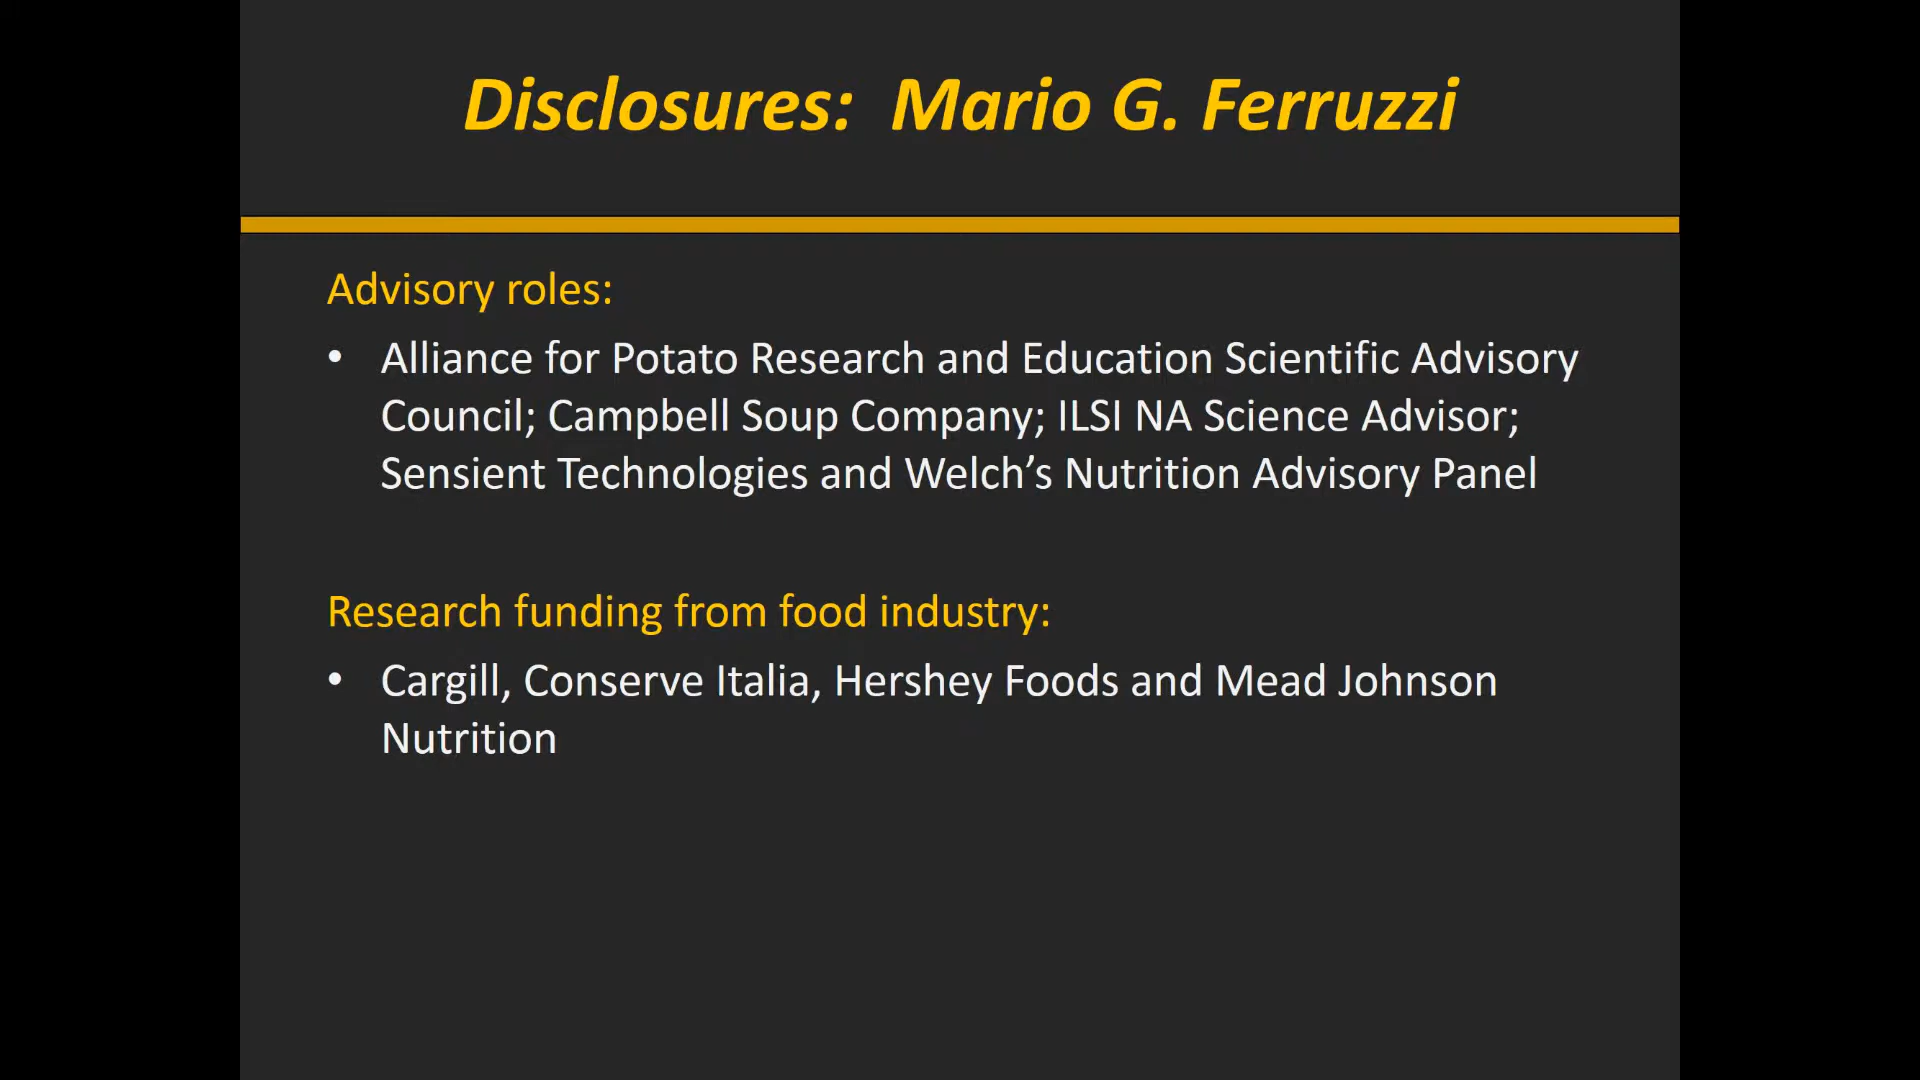 Disclosures:  Mario G. Ferruzzi
Advisory roles:
• Alliance for Potato Research and Education Scientific Advisory
Council; Campbell Soup Company; ILSI NA Science Advisor;
Sensient Technologies and Welch’s Nutrition Advisory Panel
Research funding from food industry:
• Cargill, Conserve Italia, Hershey Foods and Mead Johnson
Nutrition